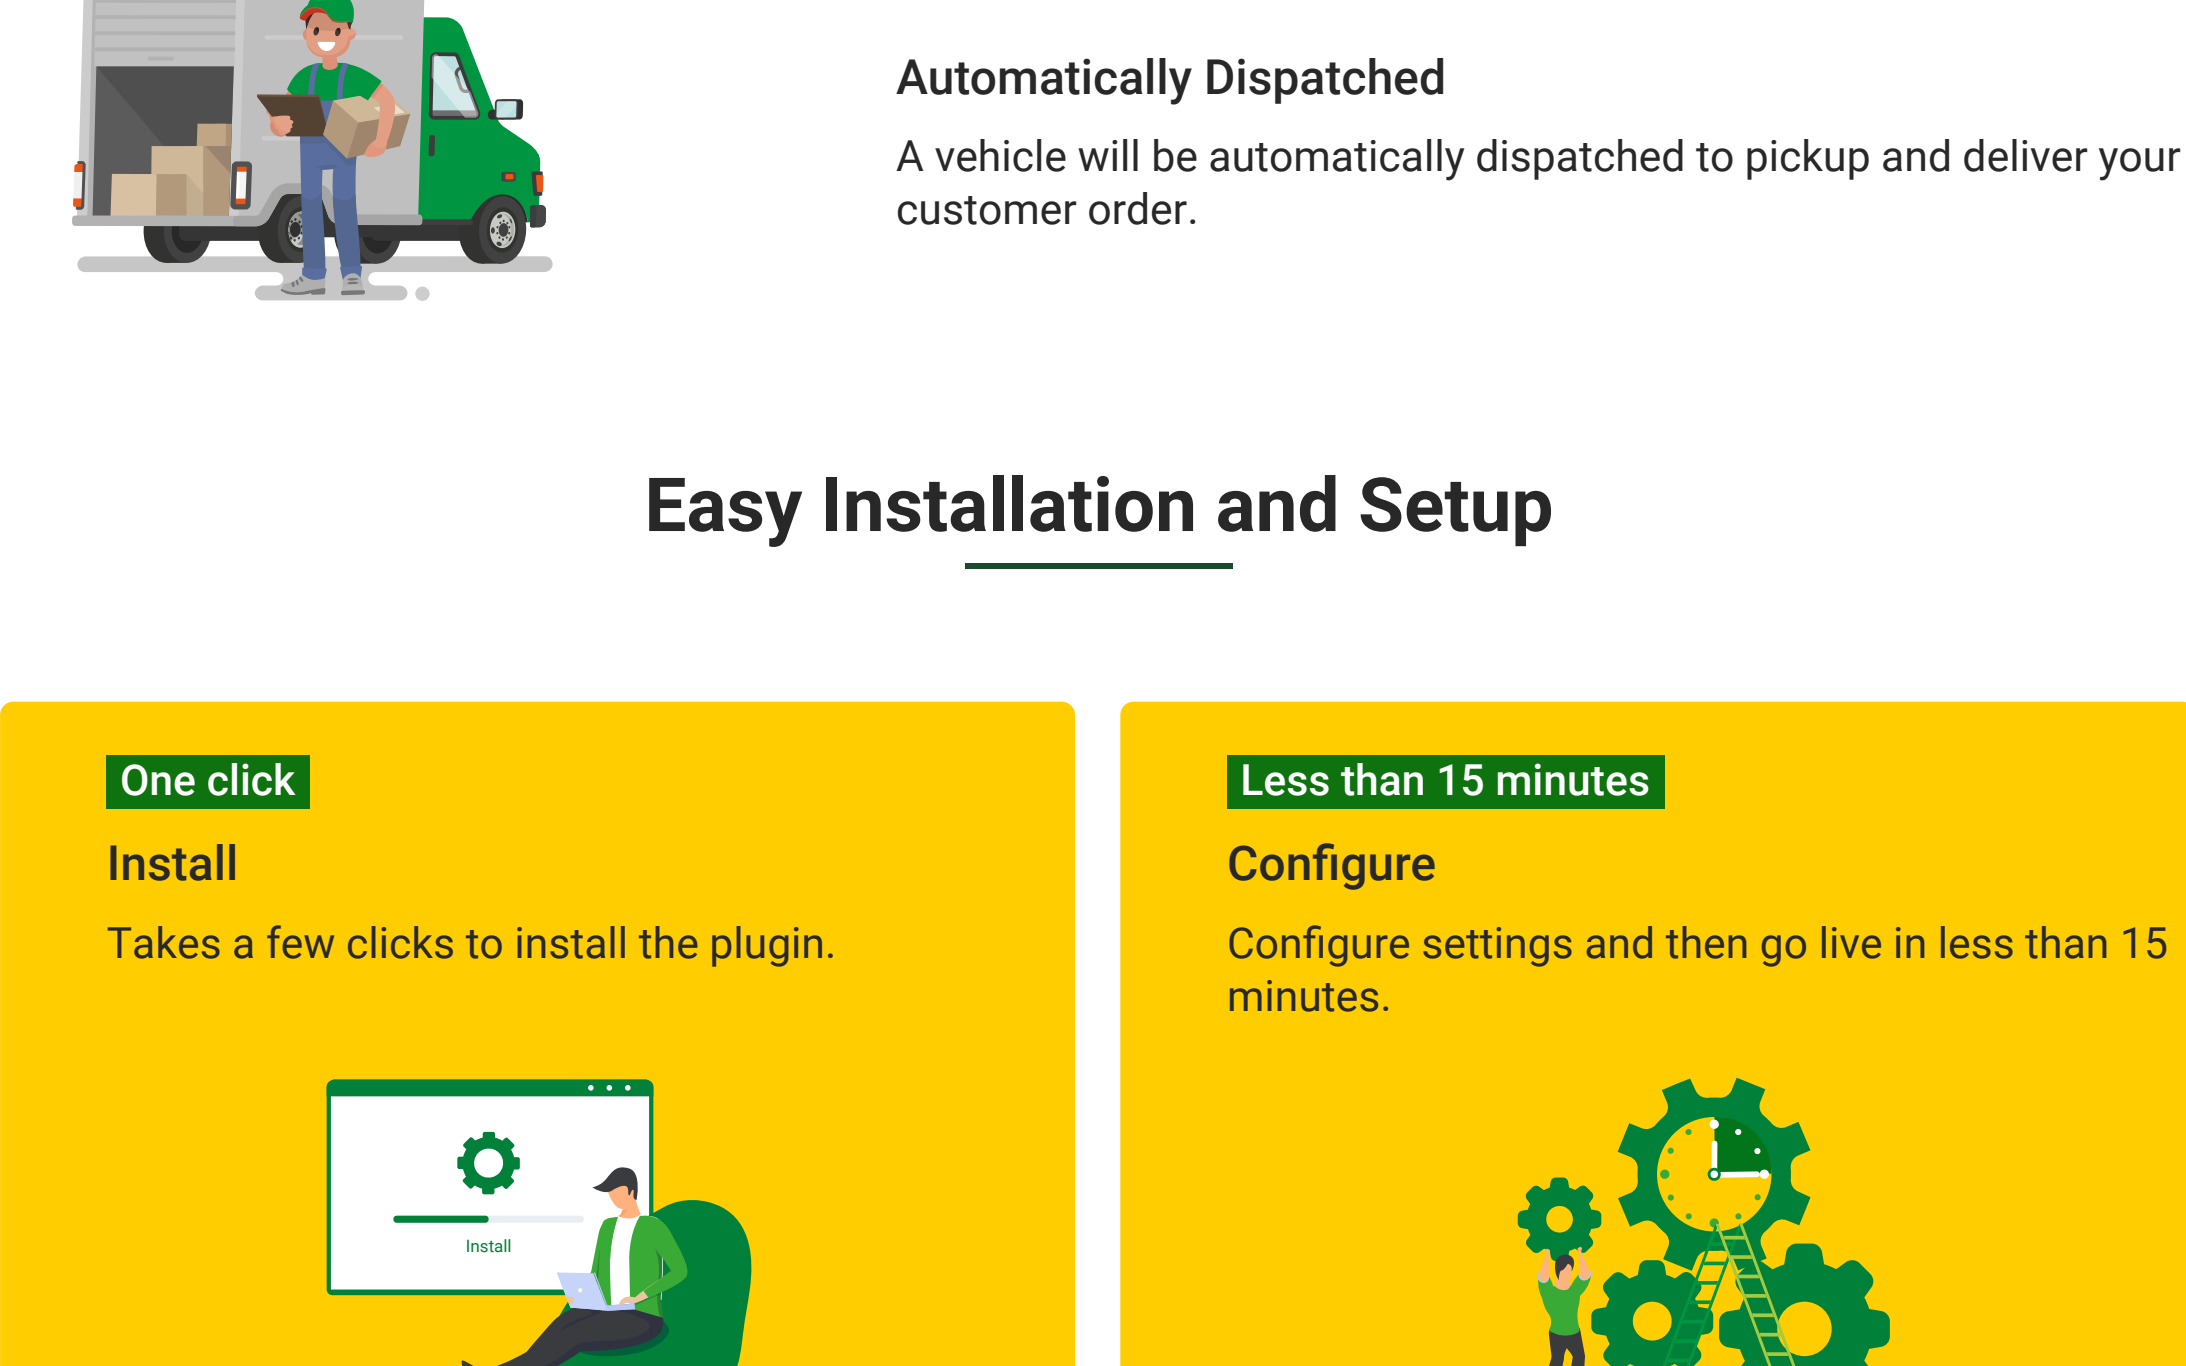 Automatically Dispatched
A vehicle will be automatically dispatched to pickup and deliver your
customer order.
Easy Installation and Setup
One click
Install
Takes a few clicks to install the plugin.
Less than 15 minutes
Configure
Configure settings and then go live in less than 15
minutes.
Install